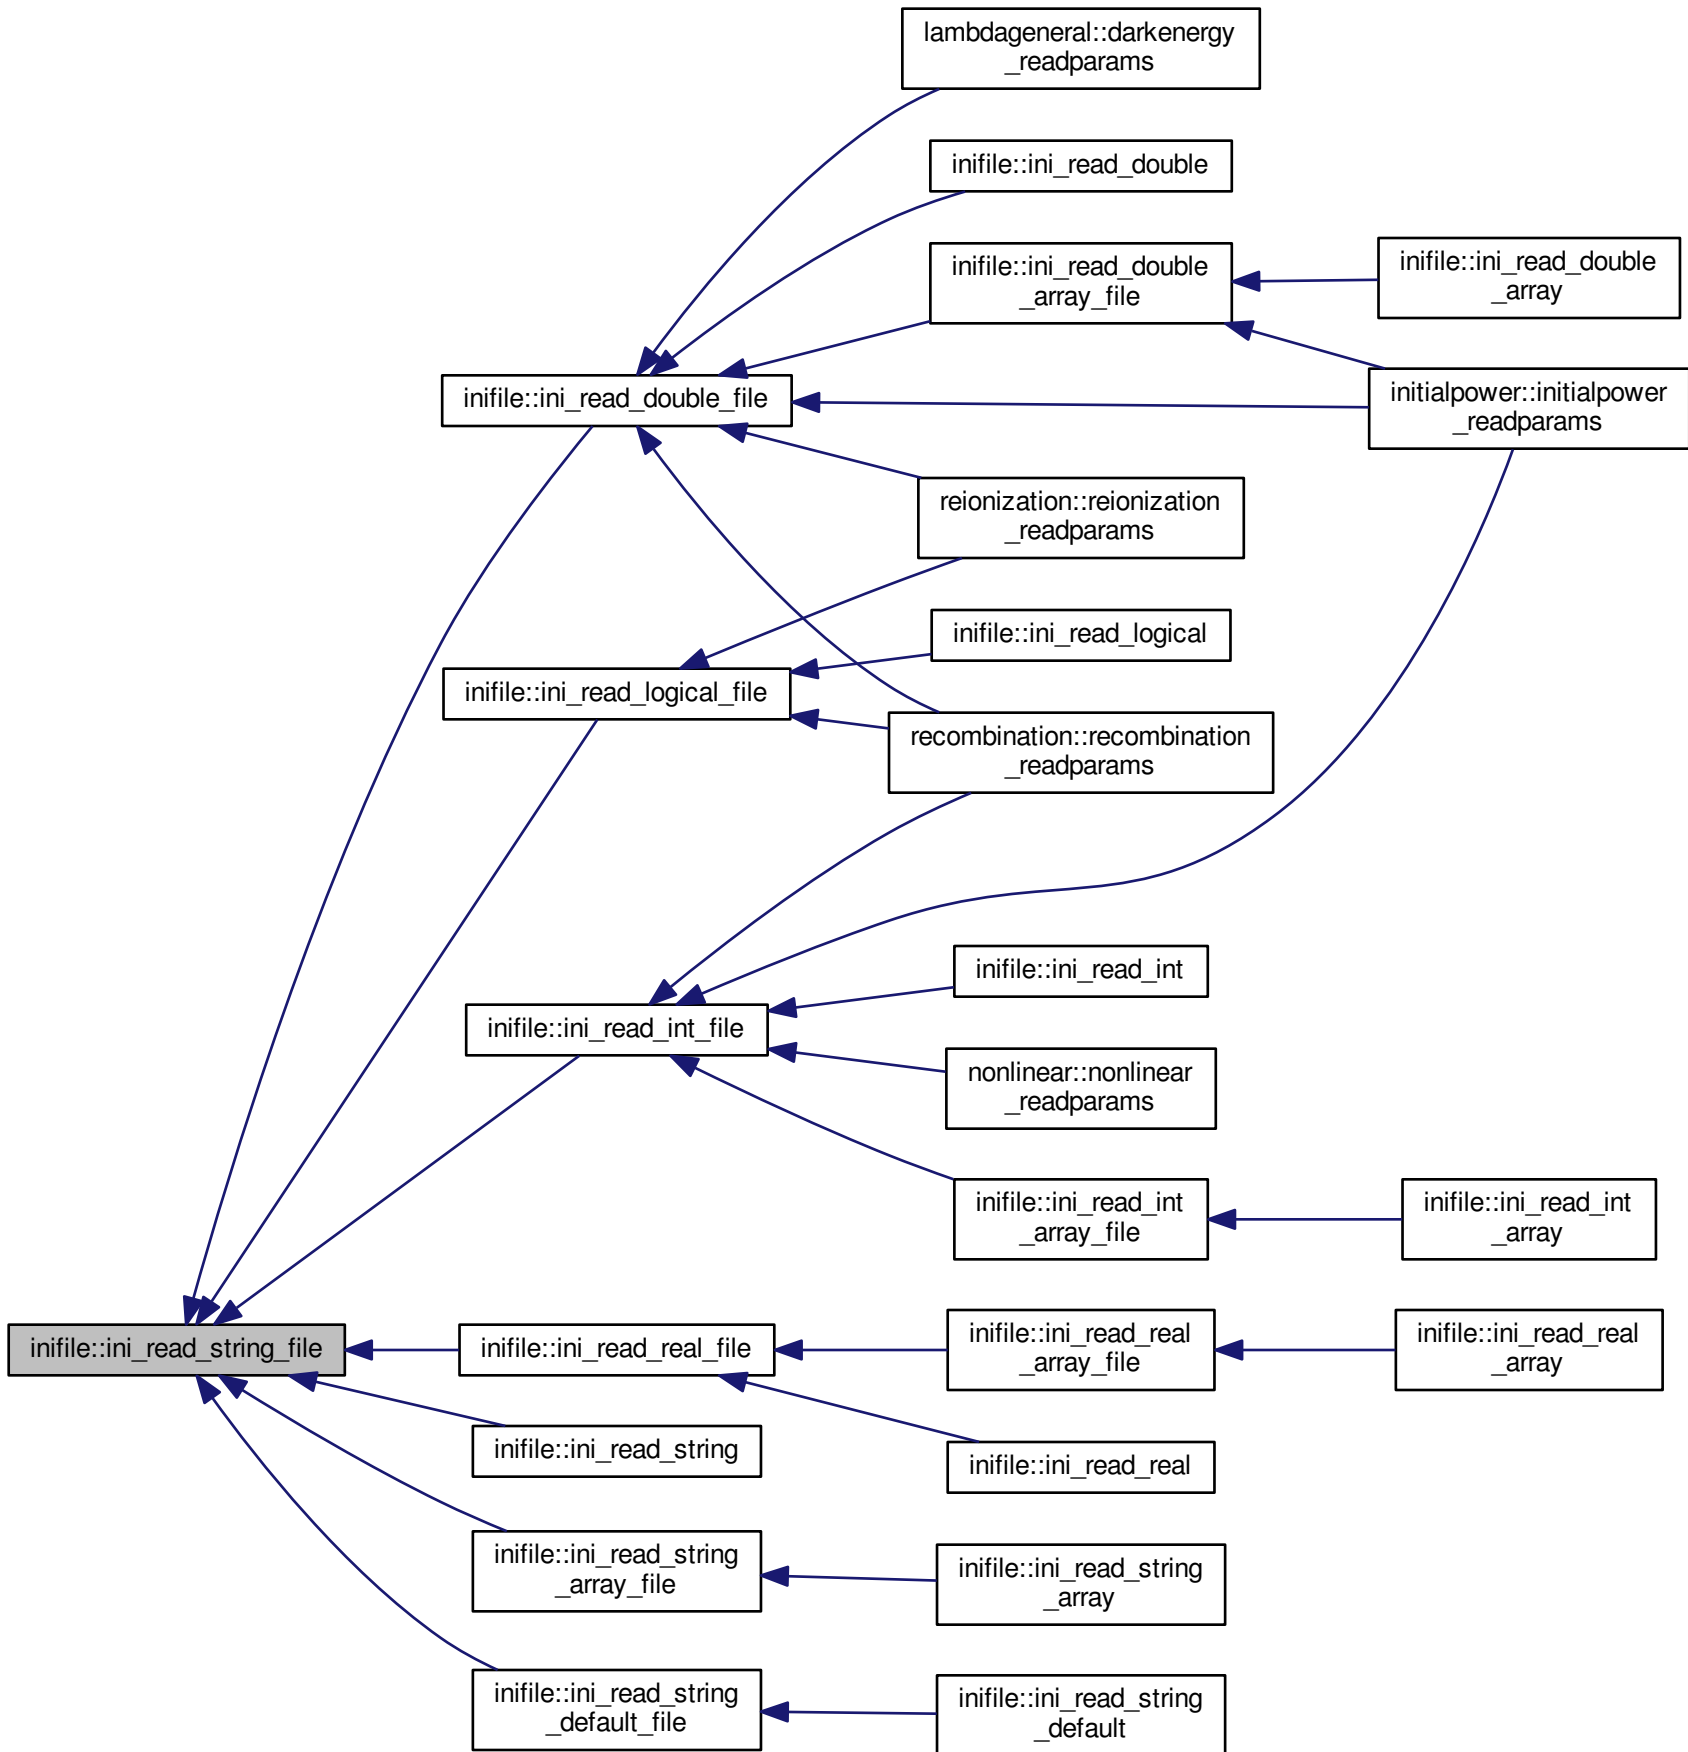 lambdageneral::darkenergy
_readparams
inifile::ini_read_double
inifile::ini_read_double
_array_file
inifile::ini_read_double
_array
inifile::ini_read_double_file
initialpower::initialpower
_readparams
reionization::reionization
_readparams
inifile::ini_read_logical
inifile::ini_read_logical_file
recombination::recombination
_readparams
inifile::ini_read_int
inifile::ini_read_int_file
nonlinear::nonlinear
_readparams
inifile::ini_read_int
_array_file
inifile::ini_read_int
_array
inifile::ini_read_string_file
inifile::ini_read_real_file
inifile::ini_read_real
_array_file
inifile::ini_read_real
_array
inifile::ini_read_string
inifile::ini_read_real
inifile::ini_read_string
_array_file
inifile::ini_read_string
_array
inifile::ini_read_string
_default_file
inifile::ini_read_string
_default